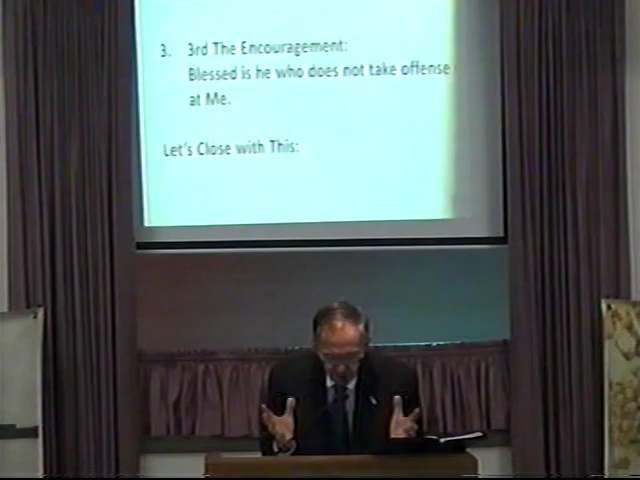 3. 3rd The Encouragement:
Blessed is he who does not take offense
at Me.
Let's Close with This: